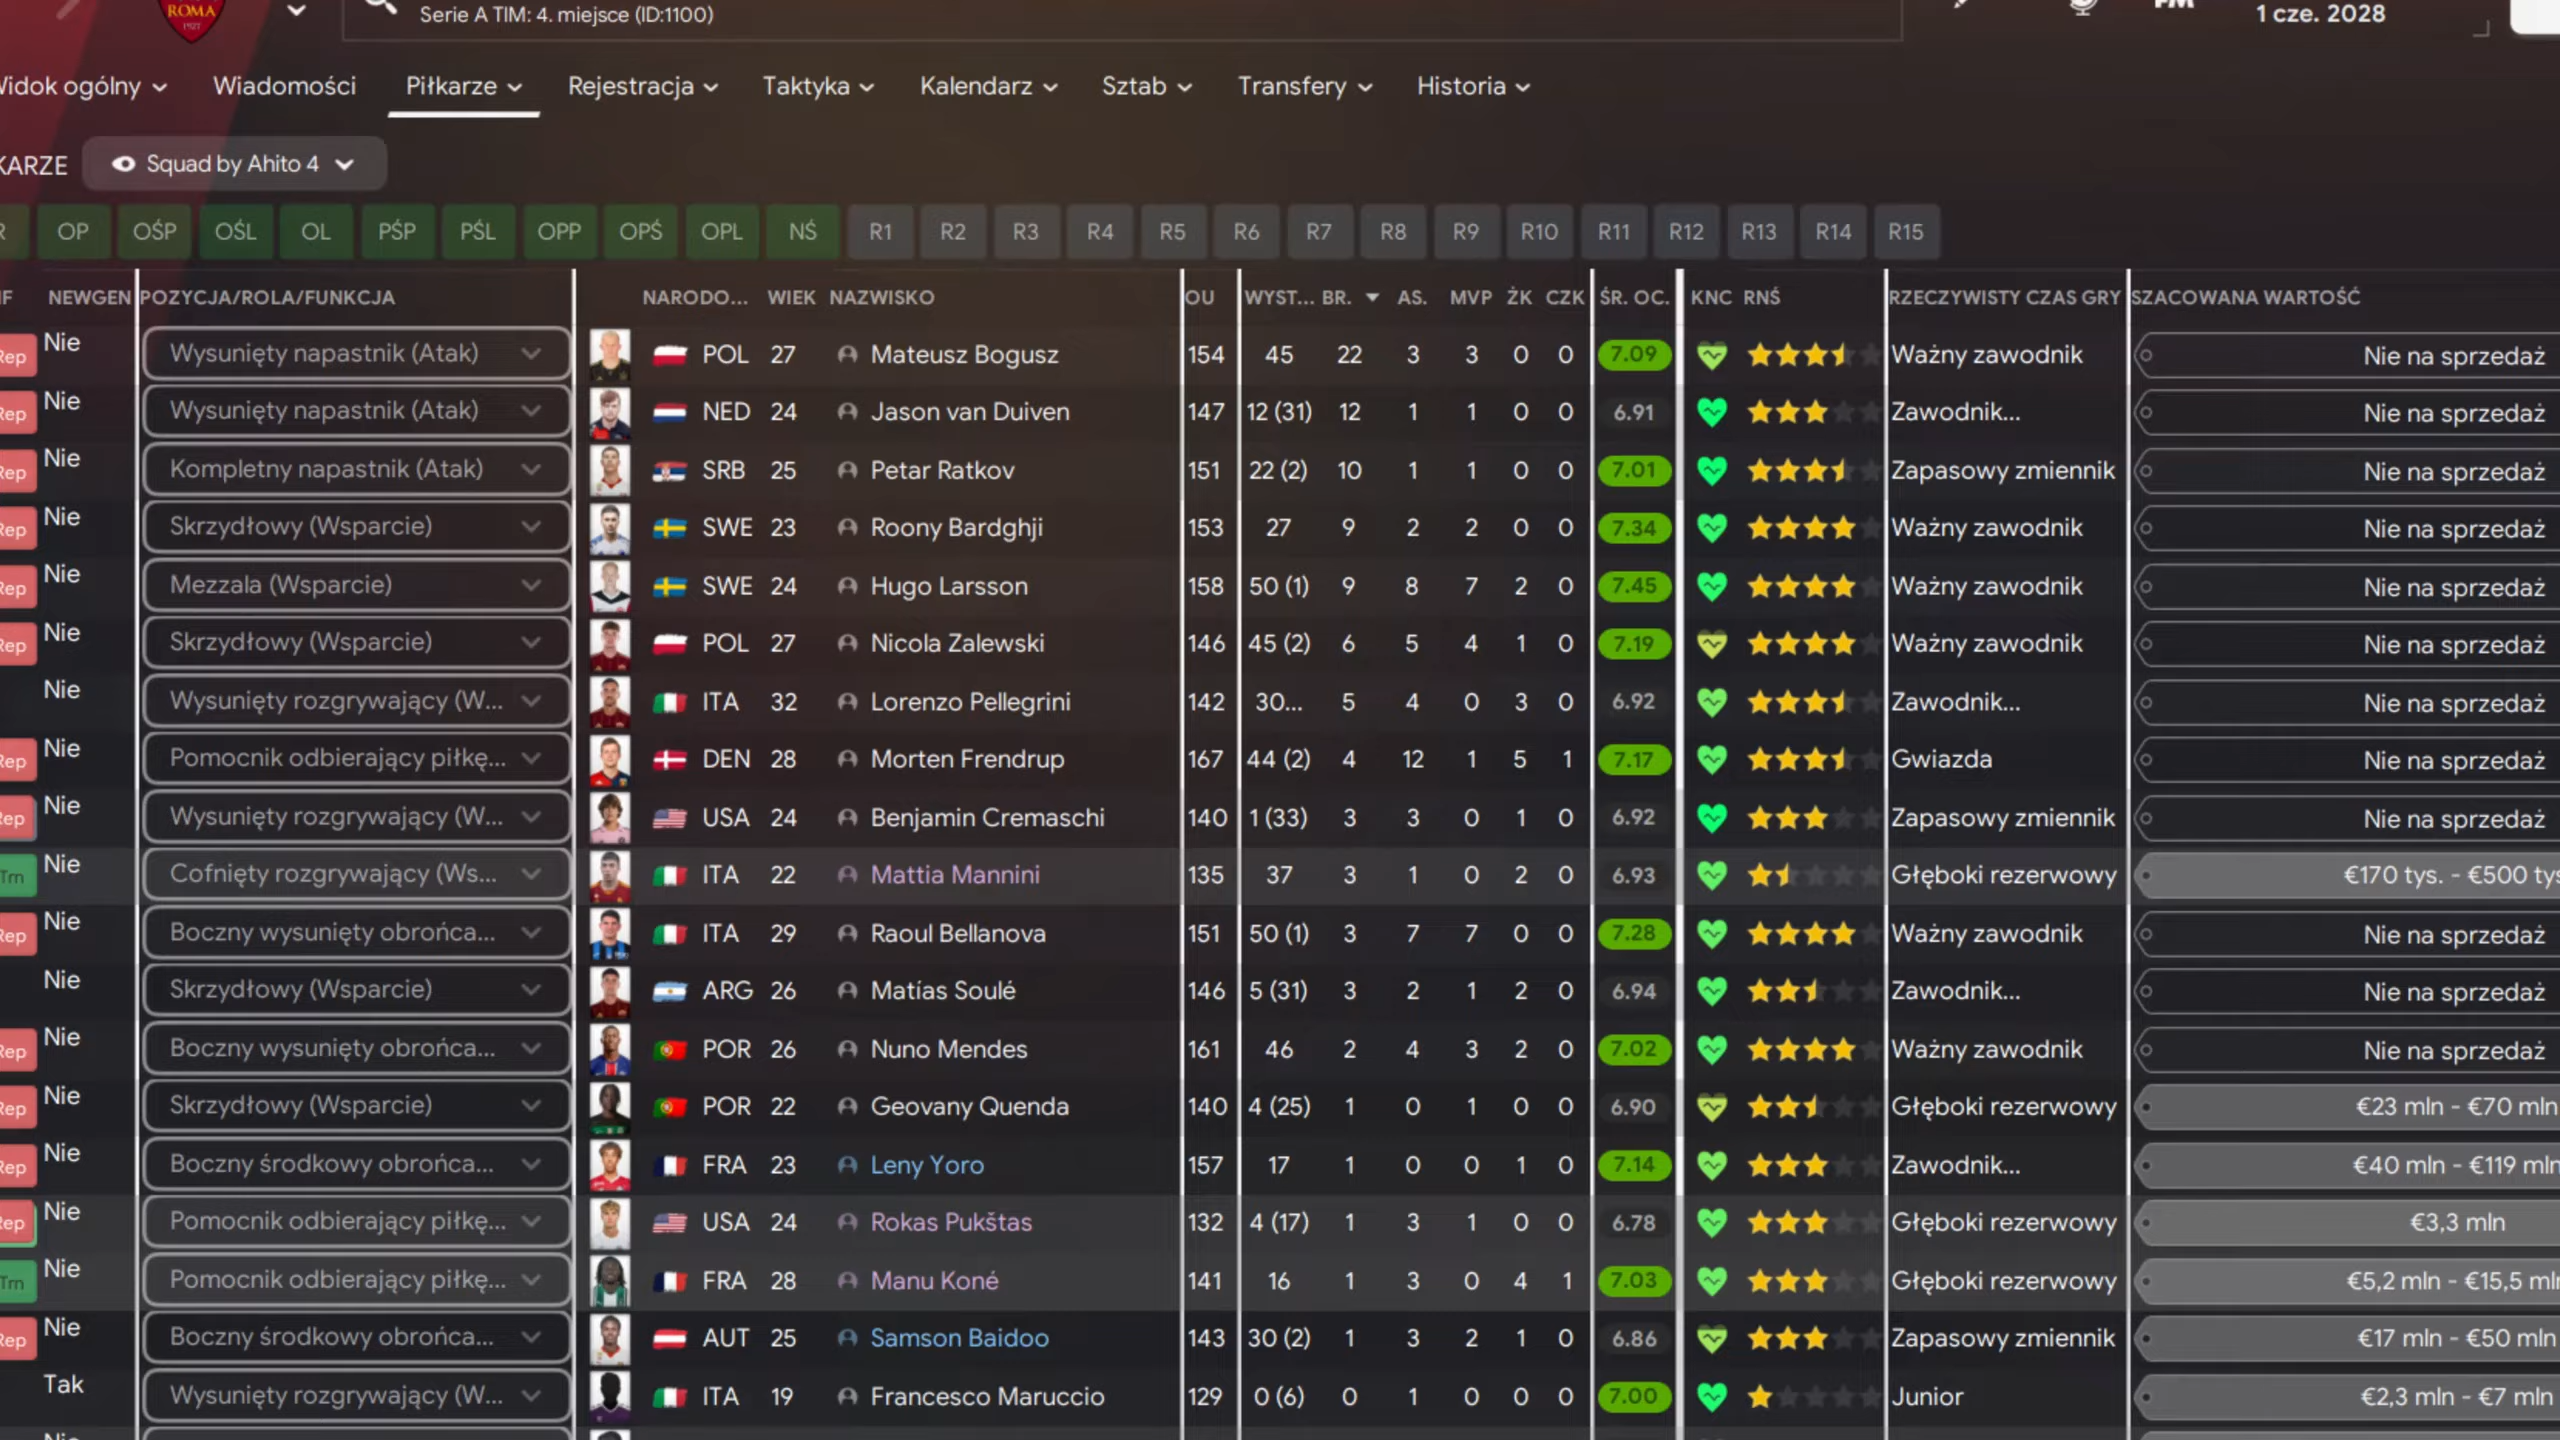 ROMA
1927
Serie A TIM: 4. miejsce (ID:1100)
FM
1 cze. 2028
Widok ogólny Wiadomości Piłkarze Rejestracja Taktyka Kalendarz Sztab Transfery Historia
KARZE Squad by Ahito 4
R OP OŚP OŚL OL PŚP PŚL OPP OPŚ OPL NŚ R1 R2 R3 R4 R5 R6 R7 R8 R9 R10 R11 R12 R13 R14 R15
IF NEWGEN POZYCJA/ROLA/FUNKCJA NARODO... WIEK NAZWISKO OU WYST... BR. AS. MVP ŻK CZK ŚR. OC. KNC RNŚ RZECZYWISTY CZAS GRY SZACOWANA WARTOŚĆ
Rep Nie Wysunięty napastnik (Atak) POL 27 Mateusz Bogusz 154 45 22 3 3 0 0 7.09 Ważny zawodnik Nie na sprzedaż
Rep Nie Wysunięty napastnik (Atak) NED 24 Jason van Duiven 147 12 (31) 12 1 1 0 0 6.91 Zawodnik... Nie na sprzedaż
Rep Nie Kompletny napastnik (Atak) SRB 25 Petar Ratkov 151 22 (2) 10 1 1 0 0 7.01 Zapasowy zmiennik Nie na sprzedaż
Rep Nie Skrzydłowy (Wsparcie) SWE 23 Roony Bardghji 153 27 9 2 2 0 0 7.34 Ważny zawodnik Nie na sprzedaż
Rep Nie Mezzala (Wsparcie) SWE 24 Hugo Larsson 158 50 (1) 9 8 7 2 0 7.45 Ważny zawodnik Nie na sprzedaż
Rep Nie Skrzydłowy (Wsparcie) POL 27 Nicola Zalewski 146 45 (2) 6 5 4 1 0 7.19 Ważny zawodnik Nie na sprzedaż
Nie Wysunięty rozgrywający (W... ITA 32 Lorenzo Pellegrini 142 30... 5 4 0 3 0 6.92 Zawodnik... Nie na sprzedaż
Rep Nie Pomocnik odbierający piłkę... DEN 28 Morten Frendrup 167 44 (2) 4 12 1 5 1 7.17 Gwiazda Nie na sprzedaż
Rep Nie Wysunięty rozgrywający (W... USA 24 Benjamin Cremaschi 140 1 (33) 3 3 0 1 0 6.92 Zapasowy zmiennik Nie na sprzedaż
Trn Nie Cofnięty rozgrywający (Ws... ITA 22 Mattia Mannini 135 37 3 1 0 2 0 6.93 Głęboki rezerwowy €170 tys. - €500 tys
Rep Nie Boczny wysunięty obrońca... ITA 29 Raoul Bellanova 151 50 (1) 3 7 7 0 0 7.28 Ważny zawodnik Nie na sprzedaż
Nie Skrzydłowy (Wsparcie) ARG 26 Matías Soulé 146 5 (31) 3 2 1 2 0 6.94 Zawodnik... Nie na sprzedaż
Rep Nie Boczny wysunięty obrońca... POR 26 Nuno Mendes 161 46 2 4 3 2 0 7.02 Ważny zawodnik Nie na sprzedaż
Rep Nie Skrzydłowy (Wsparcie) POR 22 Geovany Quenda 140 4 (25) 1 0 1 0 0 6.90 Głęboki rezerwowy €23 mln - €70 mln
Rep Nie Boczny środkowy obrońca... FRA 23 Leny Yoro 157 17 1 0 0 1 0 7.14 Zawodnik... €40 mln - €119 mln
Rep Nie Pomocnik odbierający piłkę... USA 24 Rokas Pukštas 132 4 (17) 1 3 1 0 0 6.78 Głęboki rezerwowy €3,3 mln
Trn Nie Pomocnik odbierający piłkę... FRA 28 Manu Koné 141 16 1 3 0 4 1 7.03 Głęboki rezerwowy €5,2 mln - €15,5 mln
Rep Nie Boczny środkowy obrońca... AUT 25 Samson Baidoo 143 30 (2) 1 3 2 1 0 6.86 Zapasowy zmiennik €17 mln - €50 mln
Tak Wysunięty rozgrywający (W... ITA 19 Francesco Maruccio 129 0 (6) 0 1 0 0 0 7.00 Junior €2,3 mln - €7 mln